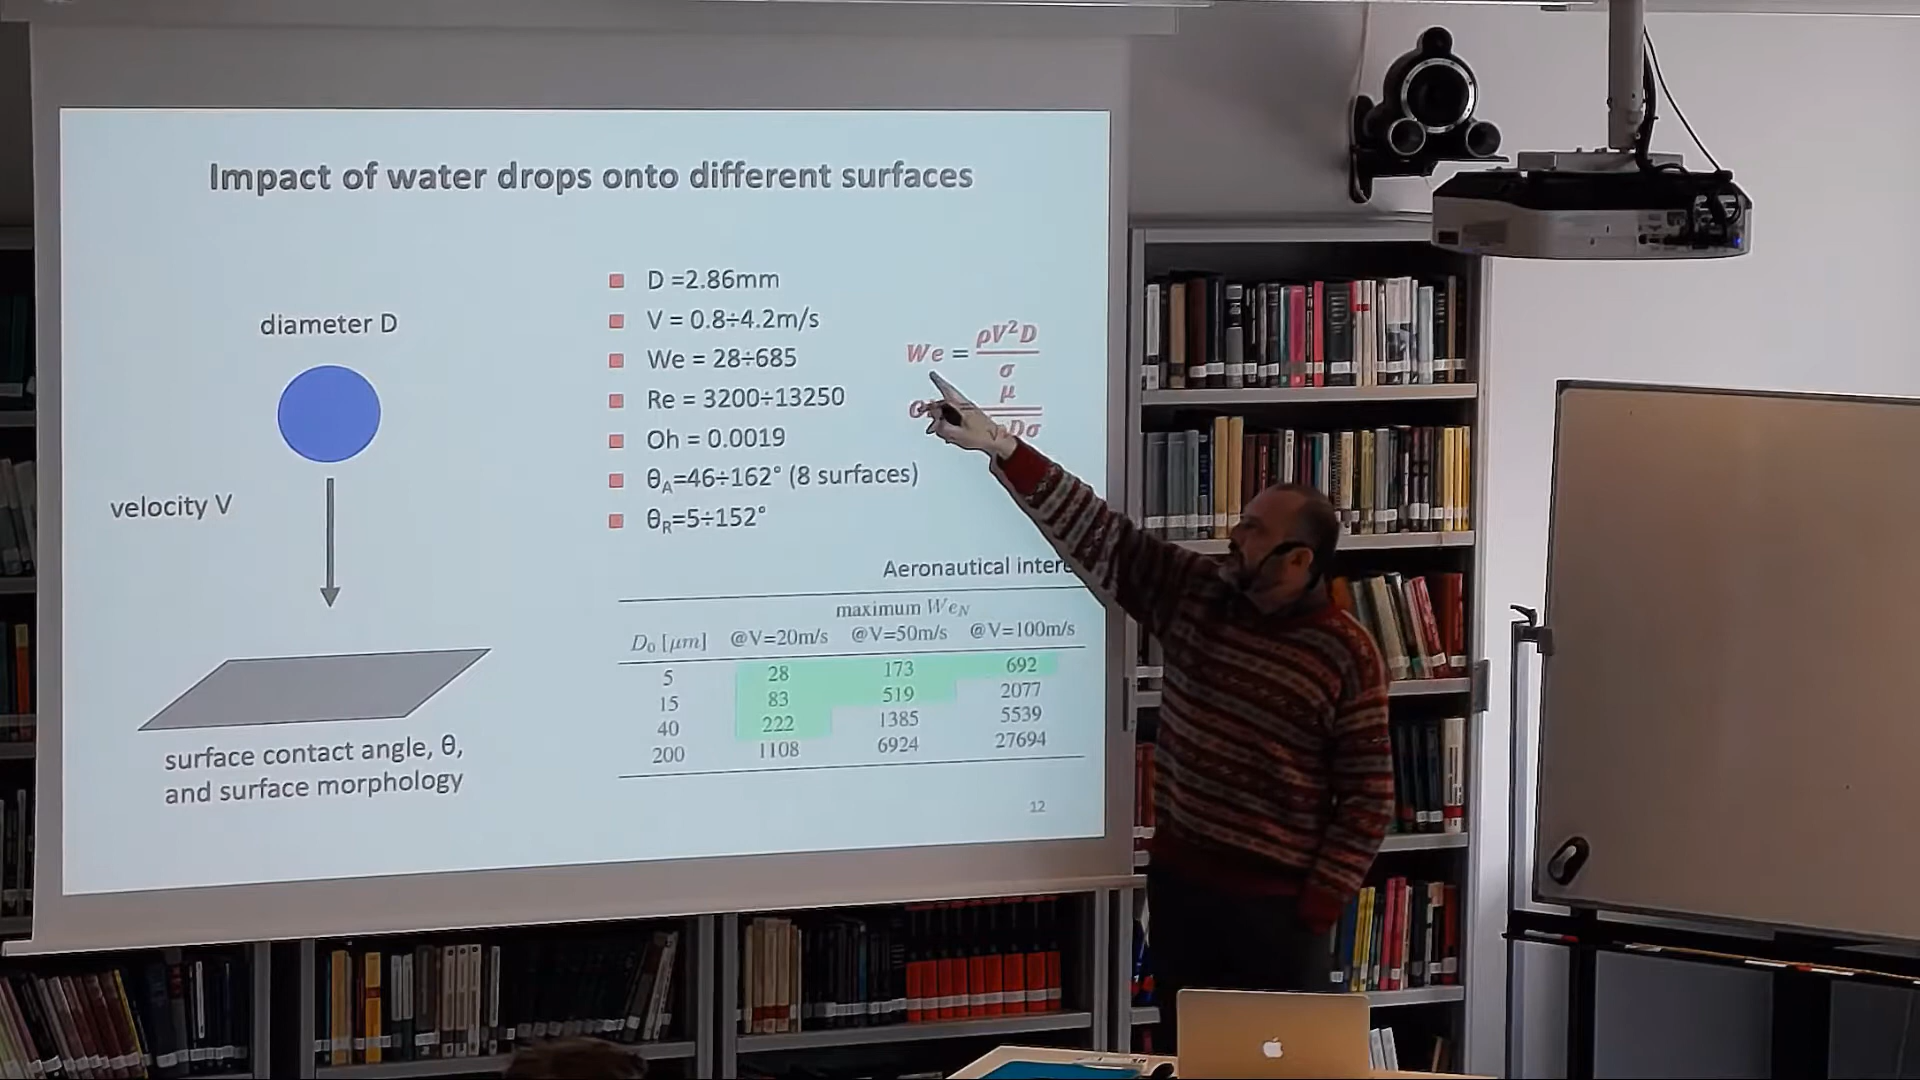 Impact of water drops onto different surfaces
diameter D
velocity V
surface contact angle, θ,
and surface morphology
D =2.86mm
V = 0.8÷4.2m/s
We = 28÷685
Re = 3200÷13250
Oh = 0.0019
θA=46÷162° (8 surfaces)
θR=5÷152°
We = ρV²D
σ
μ
Dσ
Aeronautical
maximum WeN
D0 [μm] @V=20m/s @V=50m/s @V=100m/s
5 28 173 692
15 83 519 2077
40 222 1385 5539
200 1108 6924 27694
12